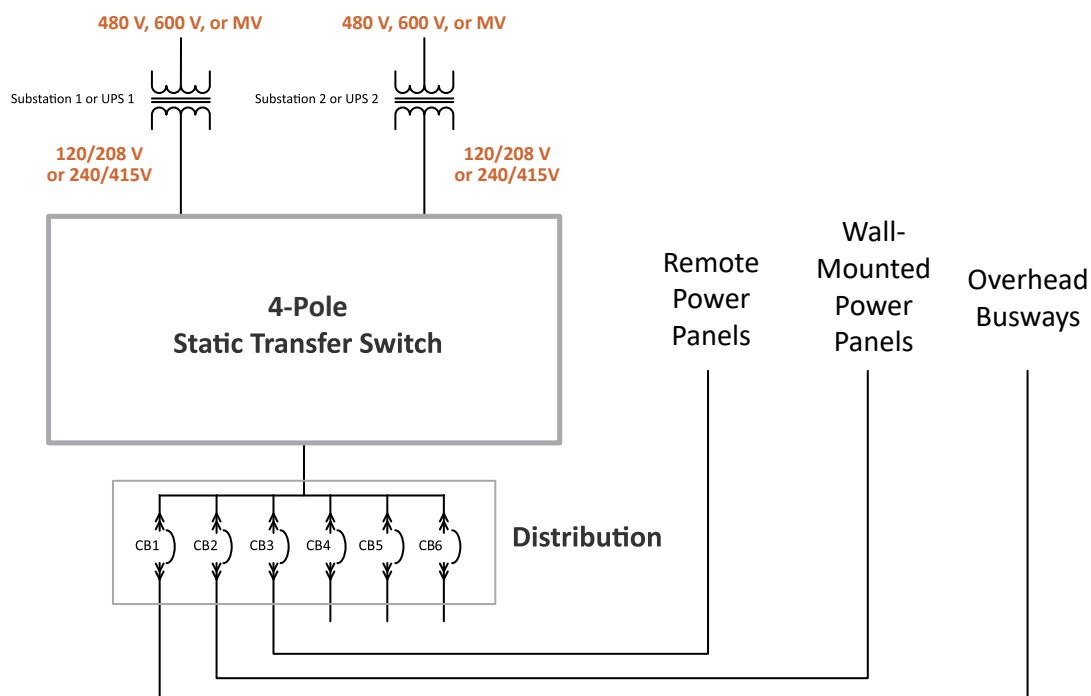 480 V, 600 V, or MV
480 V, 600 V, or MV
Substation 1 or UPS 1
Substation 2 or UPS 2
120/208 V
or 240/415V
120/208 V
or 240/415V
4-Pole
Static Transfer Switch
Remote
Power
Panels
Wall-
Mounted
Power
Panels
Overhead
Busways
CB1
CB2
CB3
CB4
CB5
CB6
Distribution